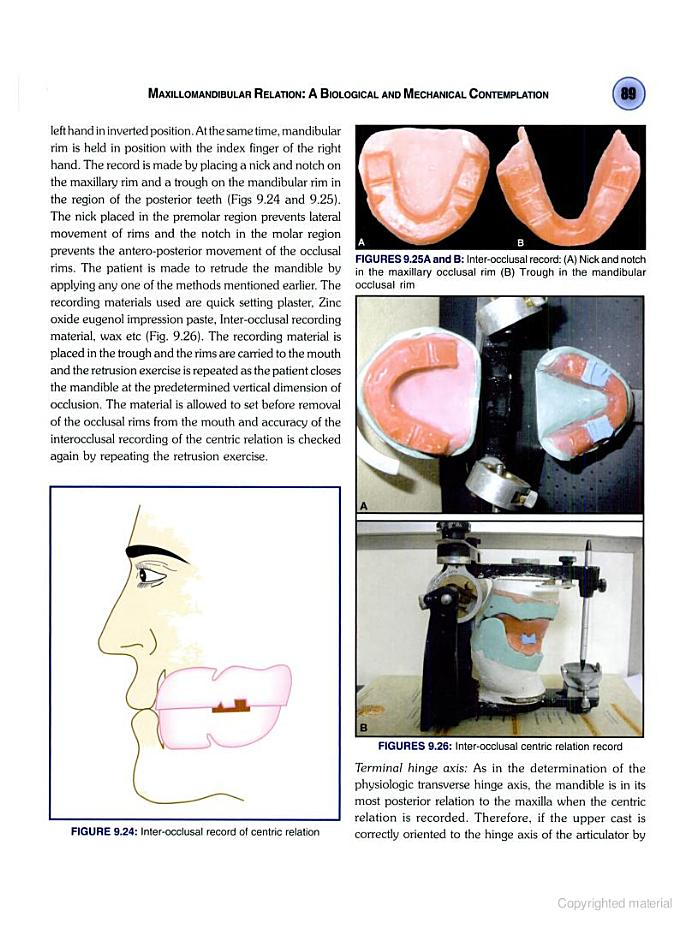 MAXILLOMANDIBULAR RELATION: A BIOLOGICAL AND MECHANICAL CONTEMPLATION
89
left hand in inverted position. At the same time, mandibular
rim is held in position with the index finger of the right
hand. The record is made by placing a nick and notch on
the maxillary rim and a trough on the mandibular rim in
the region of the posterior teeth (Figs 9.24 and 9.25).
The nick placed in the premolar region prevents lateral
movement of rims and the notch in the molar region
prevents the antero-posterior movement of the occlusal
rims. The patient is made to retrude the mandible by
applying any one of the methods mentioned earlier. The
recording materials used are quick setting plaster, Zinc
oxide eugenol impression paste, Inter-occlusal recording
material, wax etc (Fig. 9.26). The recording material is
placed in the trough and the rims are carried to the mouth
and the retrusion exercise is repeated as the patient closes
the mandible at the predetermined vertical dimension of
occlusion. The material is allowed to set before removal
of the occlusal rims from the mouth and accuracy of the
interocclusal recording of the centric relation is checked
again by repeating the retrusion exercise.
FIGURE 9.24: Inter-occlusal record of centric relation
A
B
FIGURES 9.25A and B: Inter-occlusal record: (A) Nick and notch
in the maxillary occlusal rim (B) Trough in the mandibular
occlusal rim
A
B
FIGURES 9.26: Inter-occlusal centric relation record
Terminal hinge axis: As in the determination of the
physiologic transverse hinge axis, the mandible is in its
most posterior relation to the maxilla when the centric
relation is recorded. Therefore, if the upper cast is
correctly oriented to the hinge axis of the articulator by
Copyrighted material